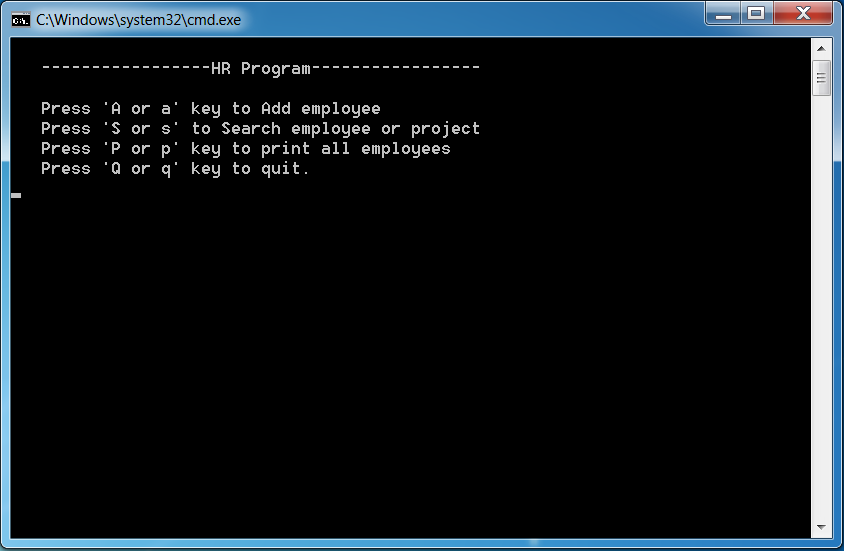 C:\Windows\system32\cmd.exe
-----------------HR Program-----------------
Press 'A or a' key to Add employee
Press 'S or s' to Search employee or project
Press 'P or p' key to print all employees
Press 'Q or q' key to quit.